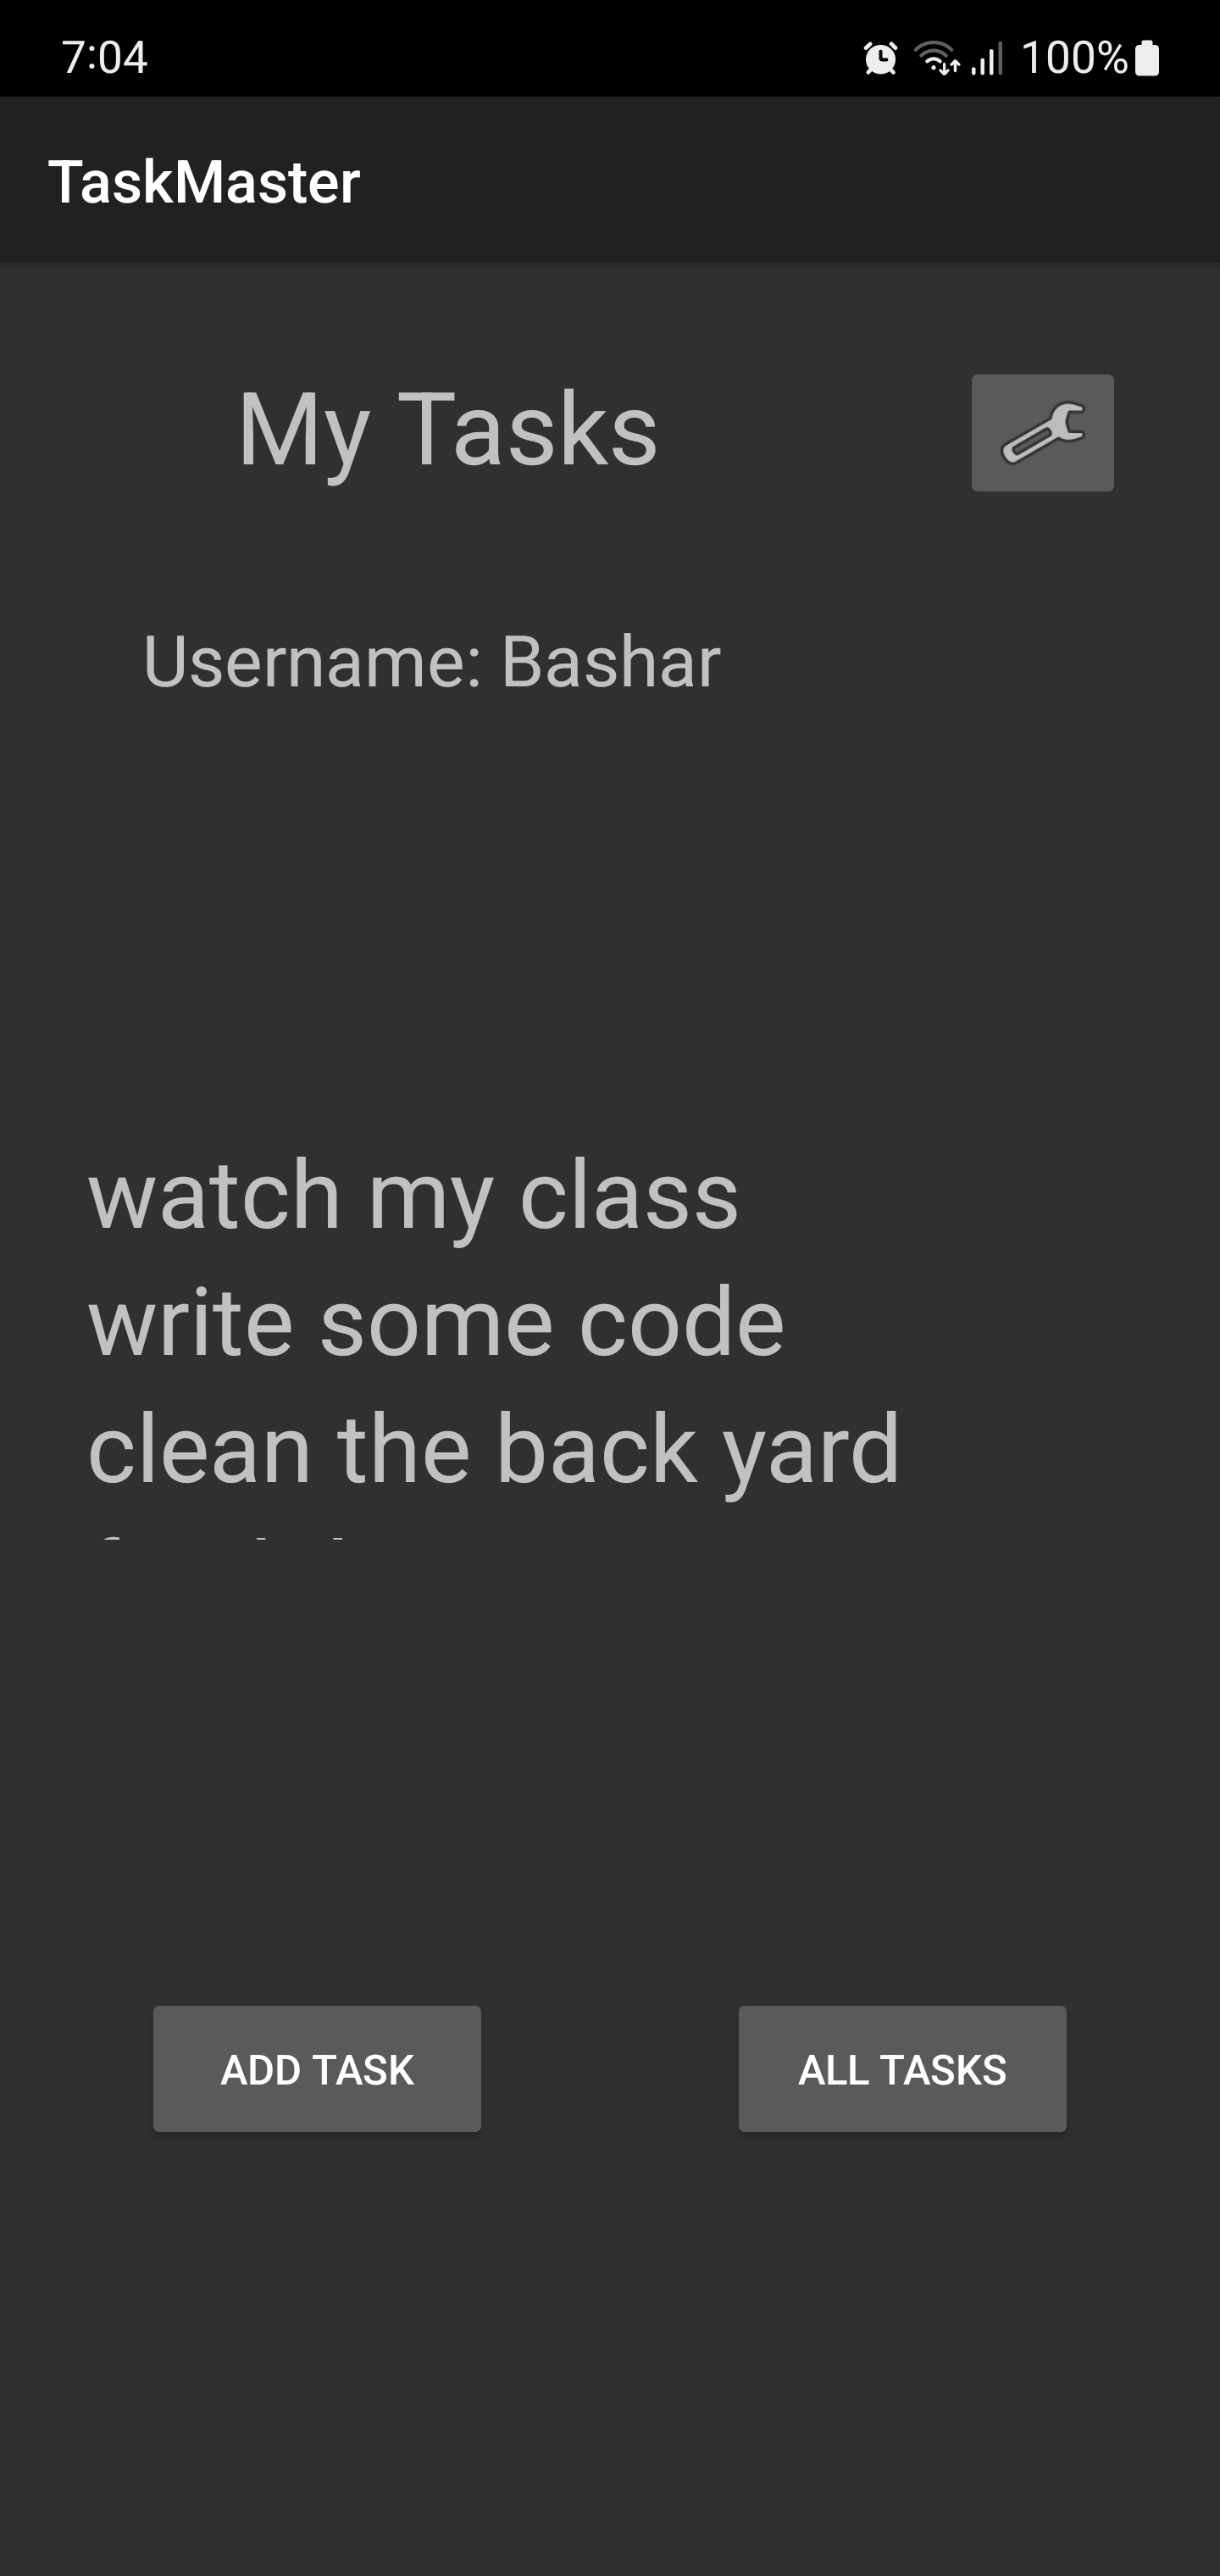 7:04 100%
TaskMaster
My Tasks
Username: Bashar
watch my class
write some code
clean the back yard
ADD TASK ALL TASKS